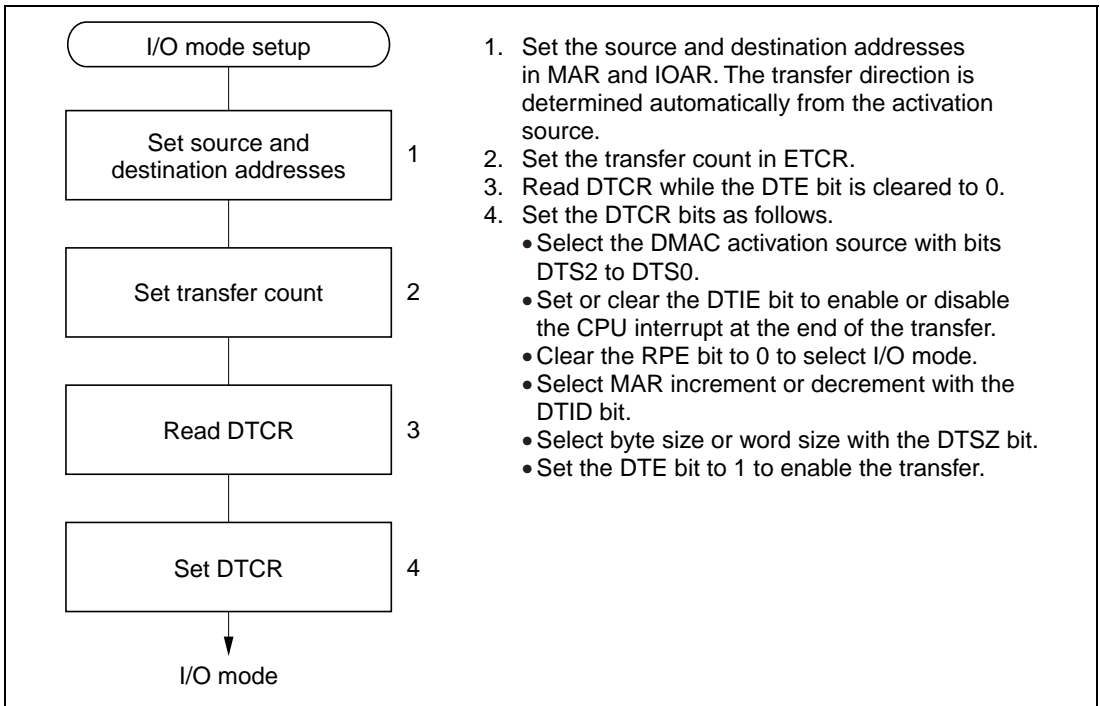 I/O mode setup
Set source and
destination addresses
1
Set transfer count
2
Read DTCR
3
Set DTCR
4
I/O mode
1. Set the source and destination addresses
in MAR and IOAR. The transfer direction is
determined automatically from the activation
source.
2. Set the transfer count in ETCR.
3. Read DTCR while the DTE bit is cleared to 0.
4. Set the DTCR bits as follows.
• Select the DMAC activation source with bits
DTS2 to DTS0.
• Set or clear the DTIE bit to enable or disable
the CPU interrupt at the end of the transfer.
• Clear the RPE bit to 0 to select I/O mode.
• Select MAR increment or decrement with the
DTID bit.
• Select byte size or word size with the DTSZ bit.
• Set the DTE bit to 1 to enable the transfer.